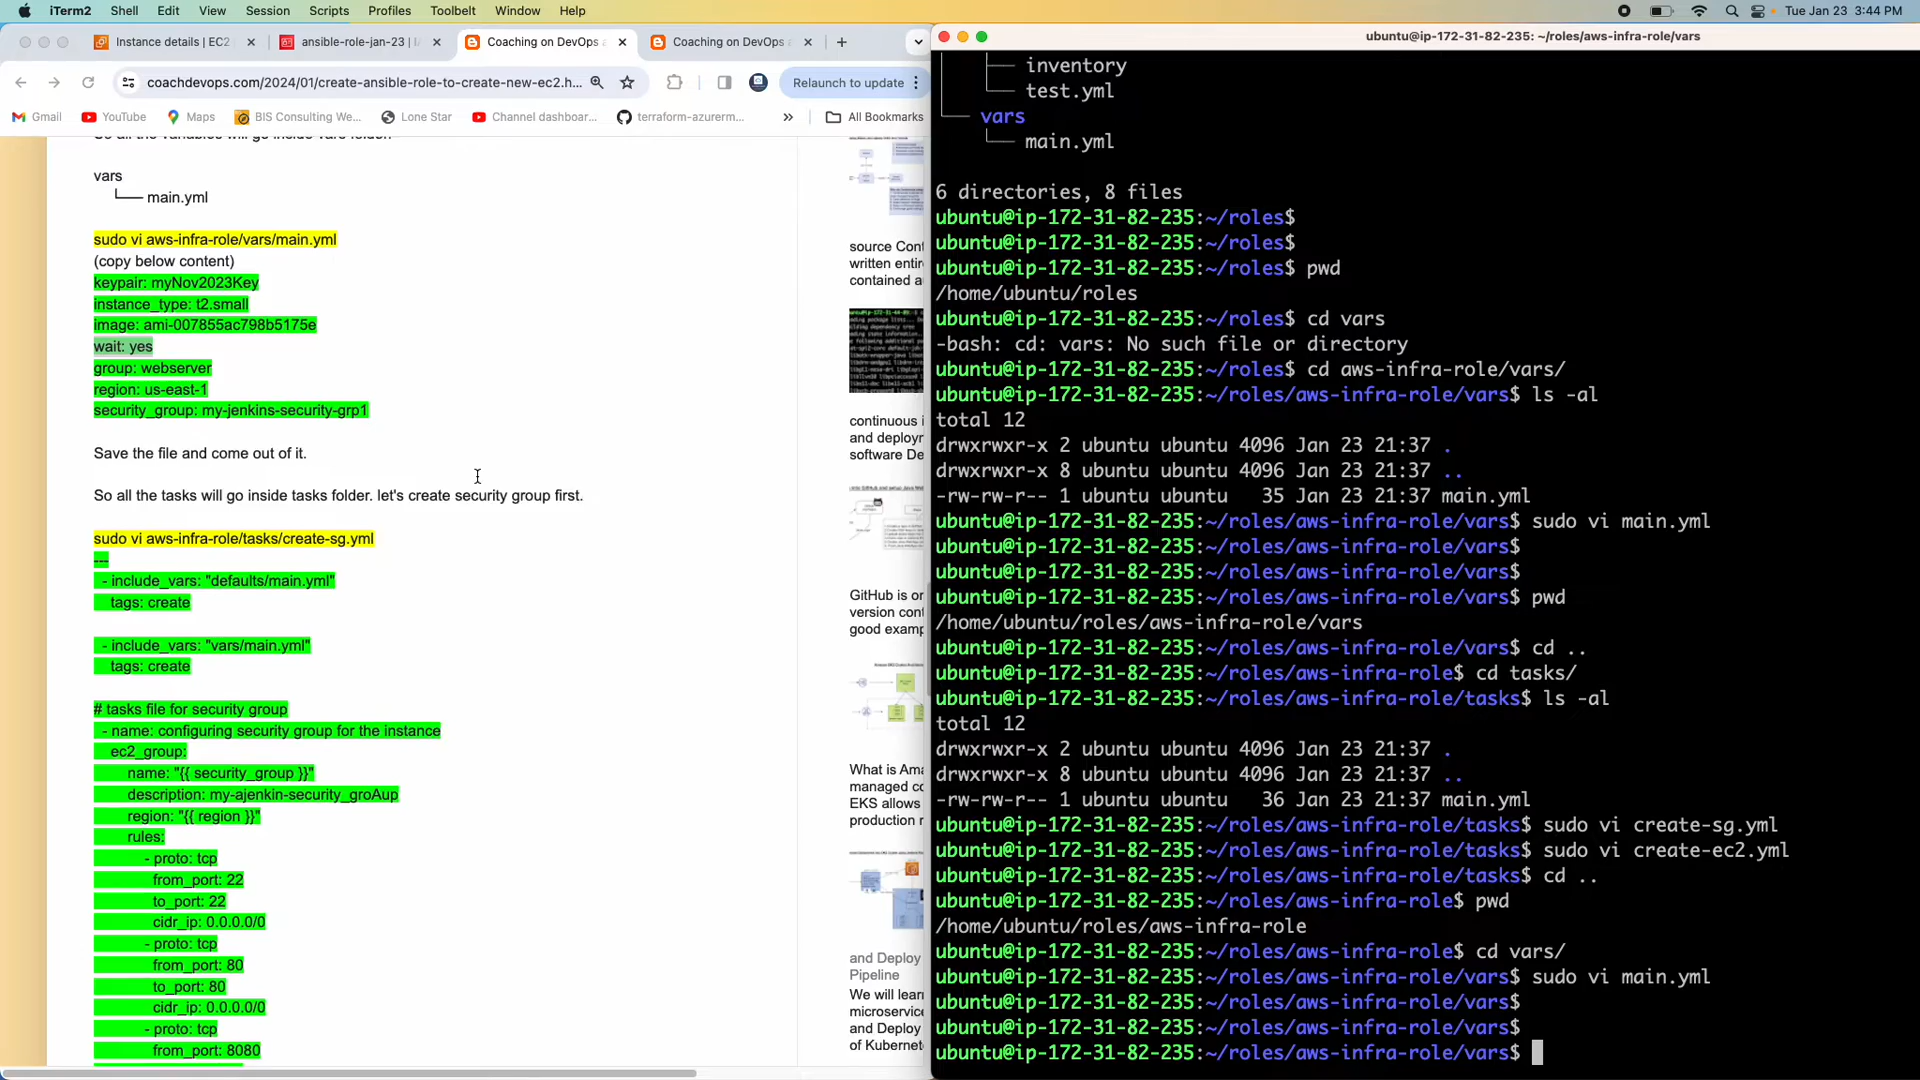 iTerm2 Shell Edit View Session Scripts Profiles Toolbelt Window Help Tue Jan 23 3:44 PM
Instance details | EC2
ansible-role-jan-23 | I
Coaching on DevOps a
Coaching on DevOps a
coachdevops.com/2024/01/create-ansible-role-to-create-new-ec2.h...
Relaunch to update
Gmail YouTube Maps BIS Consulting We... Lone Star Channel dashboar... terraform-azurerm... » All Bookmarks
So all the variables will go inside vars folder.
vars
└── main.yml
sudo vi aws-infra-role/vars/main.yml
(copy below content)
keypair: myNov2023Key
instance_type: t2.small
image: ami-007855ac798b5175e
wait: yes
group: webserver
region: us-east-1
security_group: my-jenkins-security-grp1
Save the file and come out of it.
So all the tasks will go inside tasks folder. let's create security group first.
sudo vi aws-infra-role/tasks/create-sg.yml
---
- include_vars: "defaults/main.yml"
tags: create
- include_vars: "vars/main.yml"
tags: create
# tasks file for security group
- name: configuring security group for the instance
ec2_group:
name: "{{ security_group }}"
description: my-ajenkin-security_groAup
region: "{{ region }}"
rules:
- proto: tcp
from_port: 22
to_port: 22
cidr_ip: 0.0.0.0/0
- proto: tcp
from_port: 80
to_port: 80
cidr_ip: 0.0.0.0/0
- proto: tcp
from_port: 8080
source Cont
written entire
contained a
continuous i
and deployn
software De
GitHub is or
version cont
good examp
What is Ama
managed co
EKS allows
production r
and Deploy
Pipeline
We will learn
microservice
and Deploy
of Kubernet
ubuntu@ip-172-31-82-235: ~/roles/aws-infra-role/vars
│   ├── inventory
│   └── test.yml
└── vars
└── main.yml
6 directories, 8 files
ubuntu@ip-172-31-82-235:~/roles$
ubuntu@ip-172-31-82-235:~/roles$
ubuntu@ip-172-31-82-235:~/roles$ pwd
/home/ubuntu/roles
ubuntu@ip-172-31-82-235:~/roles$ cd vars
-bash: cd: vars: No such file or directory
ubuntu@ip-172-31-82-235:~/roles$ cd aws-infra-role/vars/
ubuntu@ip-172-31-82-235:~/roles/aws-infra-role/vars$ ls -al
total 12
drwxrwxr-x 2 ubuntu ubuntu 4096 Jan 23 21:37 .
drwxrwxr-x 8 ubuntu ubuntu 4096 Jan 23 21:37 ..
-rw-rw-r-- 1 ubuntu ubuntu   35 Jan 23 21:37 main.yml
ubuntu@ip-172-31-82-235:~/roles/aws-infra-role/vars$ sudo vi main.yml
ubuntu@ip-172-31-82-235:~/roles/aws-infra-role/vars$
ubuntu@ip-172-31-82-235:~/roles/aws-infra-role/vars$
ubuntu@ip-172-31-82-235:~/roles/aws-infra-role/vars$ pwd
/home/ubuntu/roles/aws-infra-role/vars
ubuntu@ip-172-31-82-235:~/roles/aws-infra-role/vars$ cd ..
ubuntu@ip-172-31-82-235:~/roles/aws-infra-role$ cd tasks/
ubuntu@ip-172-31-82-235:~/roles/aws-infra-role/tasks$ ls -al
total 12
drwxrwxr-x 2 ubuntu ubuntu 4096 Jan 23 21:37 .
drwxrwxr-x 8 ubuntu ubuntu 4096 Jan 23 21:37 ..
-rw-rw-r-- 1 ubuntu ubuntu   36 Jan 23 21:37 main.yml
ubuntu@ip-172-31-82-235:~/roles/aws-infra-role/tasks$ sudo vi create-sg.yml
ubuntu@ip-172-31-82-235:~/roles/aws-infra-role/tasks$ sudo vi create-ec2.yml
ubuntu@ip-172-31-82-235:~/roles/aws-infra-role/tasks$ cd ..
ubuntu@ip-172-31-82-235:~/roles/aws-infra-role$ pwd
/home/ubuntu/roles/aws-infra-role
ubuntu@ip-172-31-82-235:~/roles/aws-infra-role$ cd vars/
ubuntu@ip-172-31-82-235:~/roles/aws-infra-role/vars$ sudo vi main.yml
ubuntu@ip-172-31-82-235:~/roles/aws-infra-role/vars$
ubuntu@ip-172-31-82-235:~/roles/aws-infra-role/vars$
ubuntu@ip-172-31-82-235:~/roles/aws-infra-role/vars$